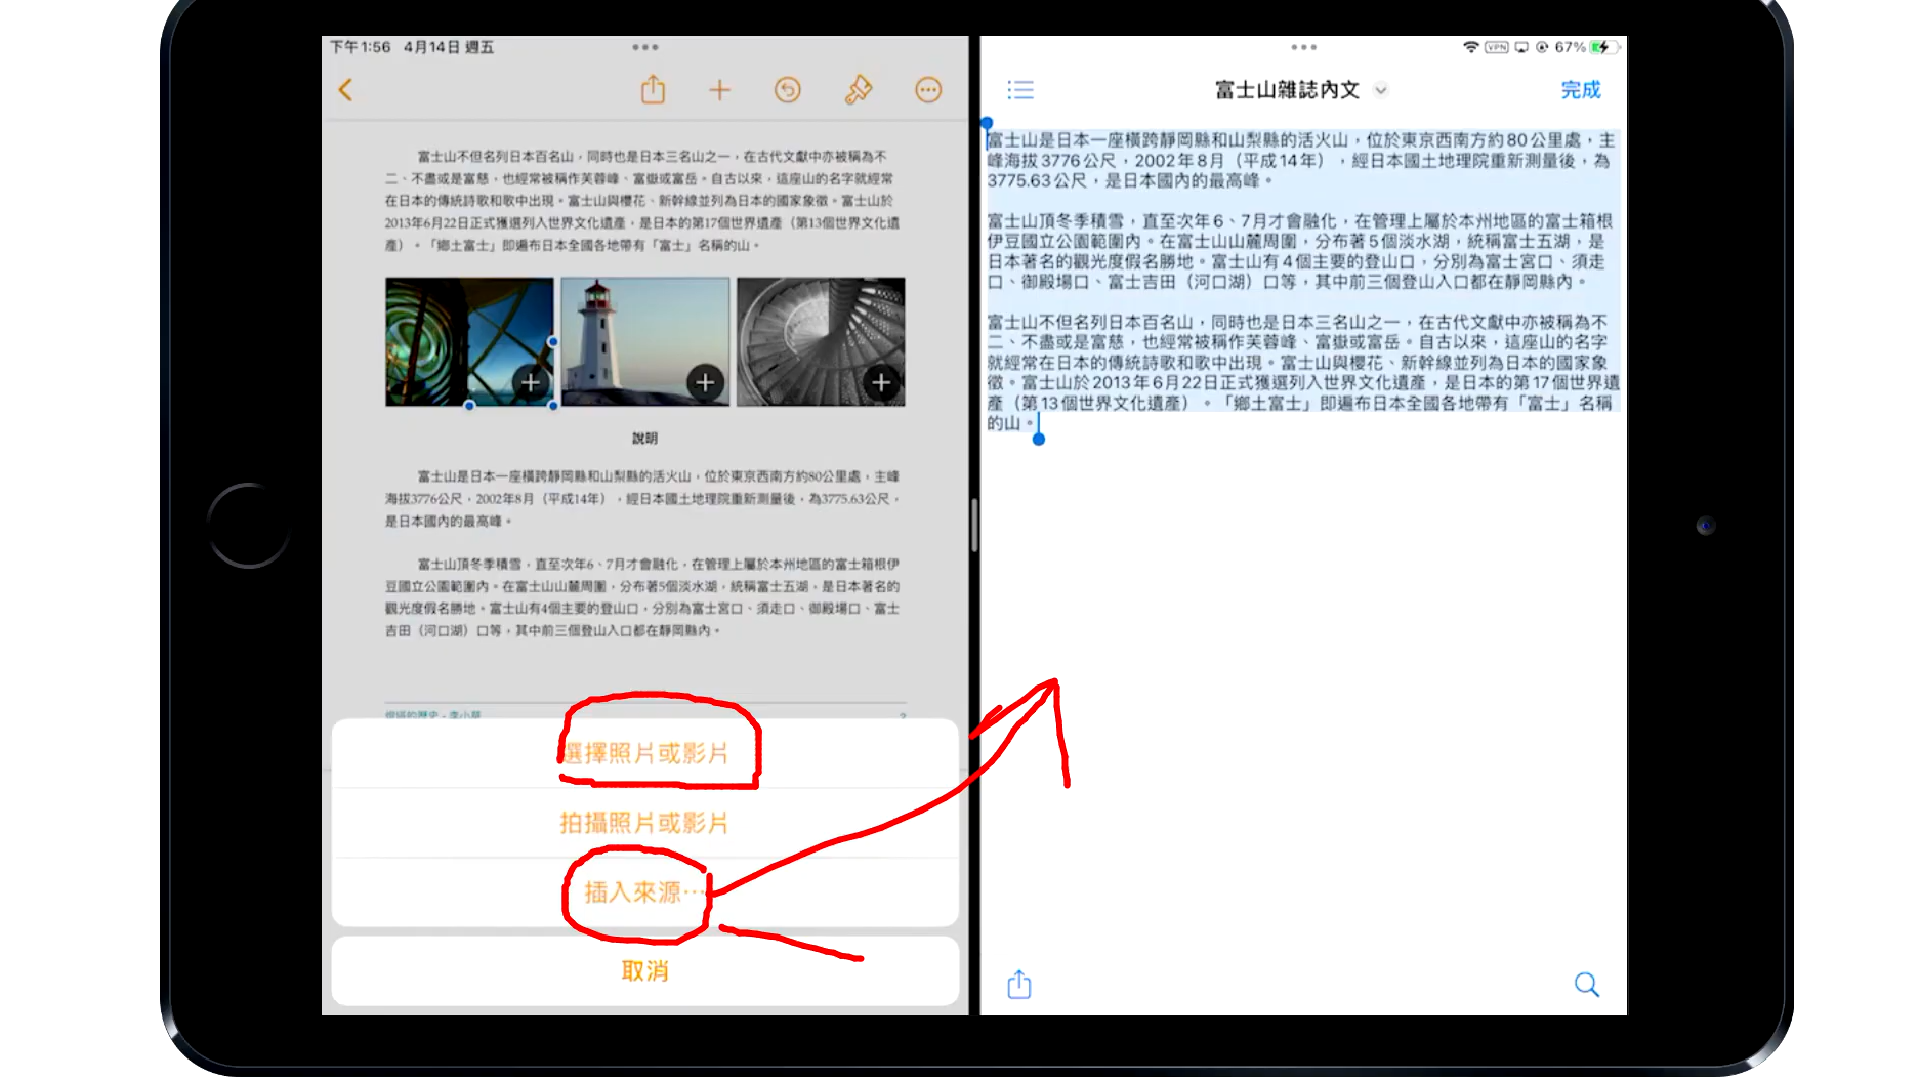 下午1:56 4月14日 週五
富士山不但名列日本百名山，同時也是日本三名山之一，在古代文獻中亦被稱為不
二、不盡或是富慈，也經常被稱作芙蓉峰、富嶽或富岳。自古以來，這座山的名字就經常
在日本的傳統詩歌和歌中出現。富士山與櫻花、新幹線並列為日本的國家象徵。富士山於
2013年6月22日正式獲選列入世界文化遺產，是日本的第17個世界遺產（第13個世界文化遺
產）。「鄉土富士」即遍布日本全國各地帶有「富士」名稱的山。
說明
富士山是日本一座橫跨靜岡縣和山梨縣的活火山，位於東京西南方約80公里處，主峰
海拔3776公尺，2002年8月（平成14年），經日本國土地理院重新測量後，為3775.63公尺，
是日本國內的最高峰。
富士山頂冬季積雪，直至次年6、7月才會融化，在管理上屬於本州地區的富士箱根伊
豆國立公園範圍內。在富士山山麓周圍，分布著5個淡水湖，統稱富士五湖，是日本著名的
觀光度假名勝地。富士山有4個主要的登山口，分別為富士宮口、須走口、御殿場口、富士
吉田（河口湖）口等，其中前三個登山入口都在靜岡縣內。
選擇照片或影片
拍攝照片或影片
插入來源⋯
取消
VPN 67%
富士山雜誌內文
完成
富士山是日本一座橫跨靜岡縣和山梨縣的活火山，位於東京西南方約80公里處，主
峰海拔3776公尺，2002年8月（平成14年），經日本國土地理院重新測量後，為
3775.63公尺，是日本國內的最高峰。
富士山頂冬季積雪，直至次年6、7月才會融化，在管理上屬於本州地區的富士箱根
伊豆國立公園範圍內。在富士山山麓周圍，分布著5個淡水湖，統稱富士五湖，是
日本著名的觀光度假名勝地。富士山有4個主要的登山口，分別為富士宮口、須走
口、御殿場口、富士吉田（河口湖）口等，其中前三個登山入口都在靜岡縣內。
富士山不但名列日本百名山，同時也是日本三名山之一，在古代文獻中亦被稱為不
二、不盡或是富慈，也經常被稱作芙蓉峰、富嶽或富岳。自古以來，這座山的名字
就經常在日本的傳統詩歌和歌中出現。富士山與櫻花、新幹線並列為日本的國家象
徵。富士山於2013年6月22日正式獲選列入世界文化遺產，是日本的第17個世界遺
產（第13個世界文化遺產）。「鄉土富士」即遍布日本全國各地帶有「富士」名稱
的山。